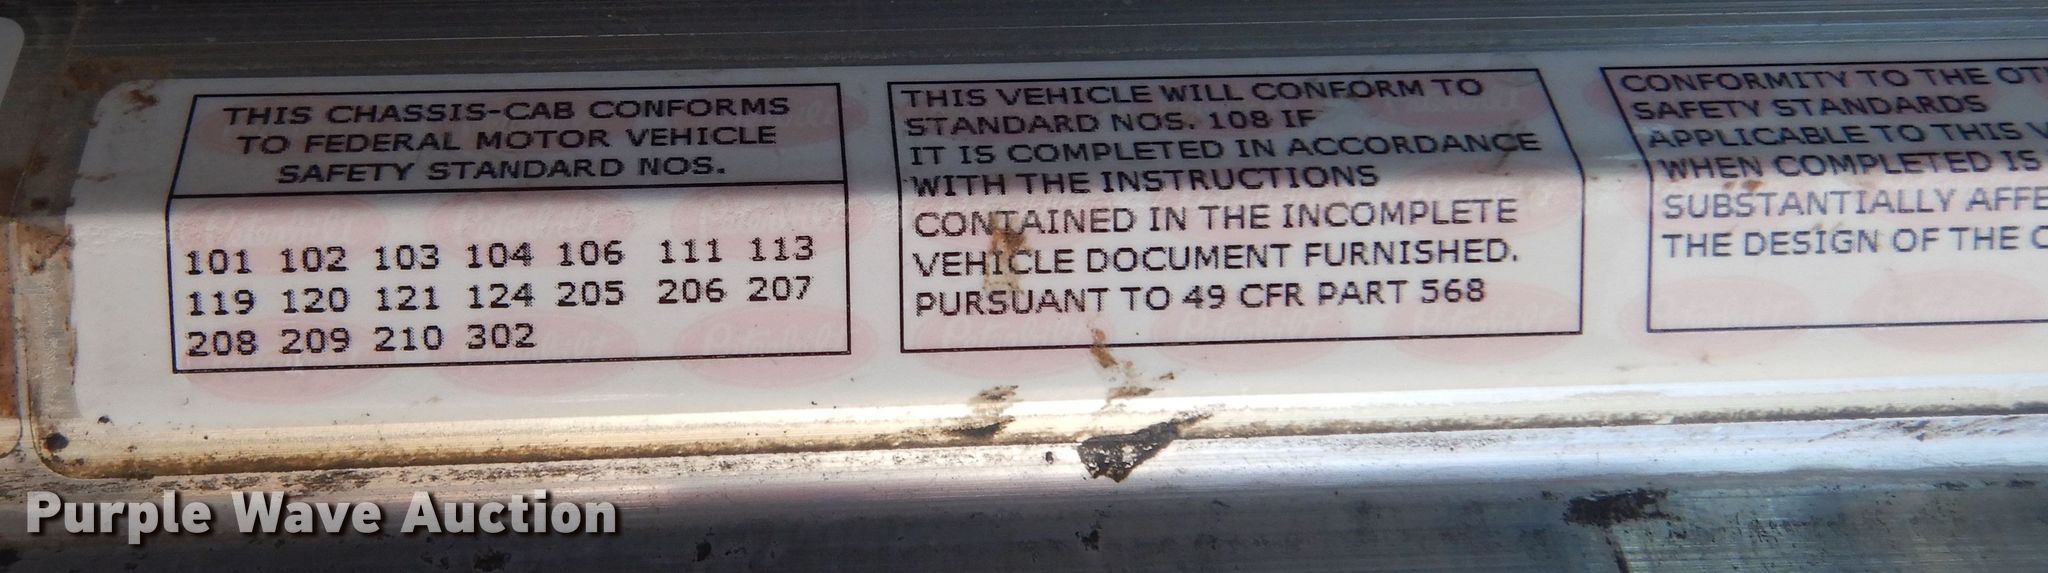 THIS CHASSIS-CAB CONFORMS
TO FEDERAL MOTOR VEHICLE
SAFETY STANDARD NOS.
101 102 103 104 106 111 113
119 120 121 124 205 206 207
208 209 210 302
THIS VEHICLE WILL CONFORM TO
STANDARD NOS. 108 IF
IT IS COMPLETED IN ACCORDANCE
WITH THE INSTRUCTIONS
CONTAINED IN THE INCOMPLETE
VEHICLE DOCUMENT FURNISHED.
PURSUANT TO 49 CFR PART 568
CONFORMITY TO THE
SAFETY STANDARDS
APPLICABLE TO THIS
WHEN COMPLETED IS
SUBSTANTIALLY
THE DESIGN OF THE
Purple Wave Auction